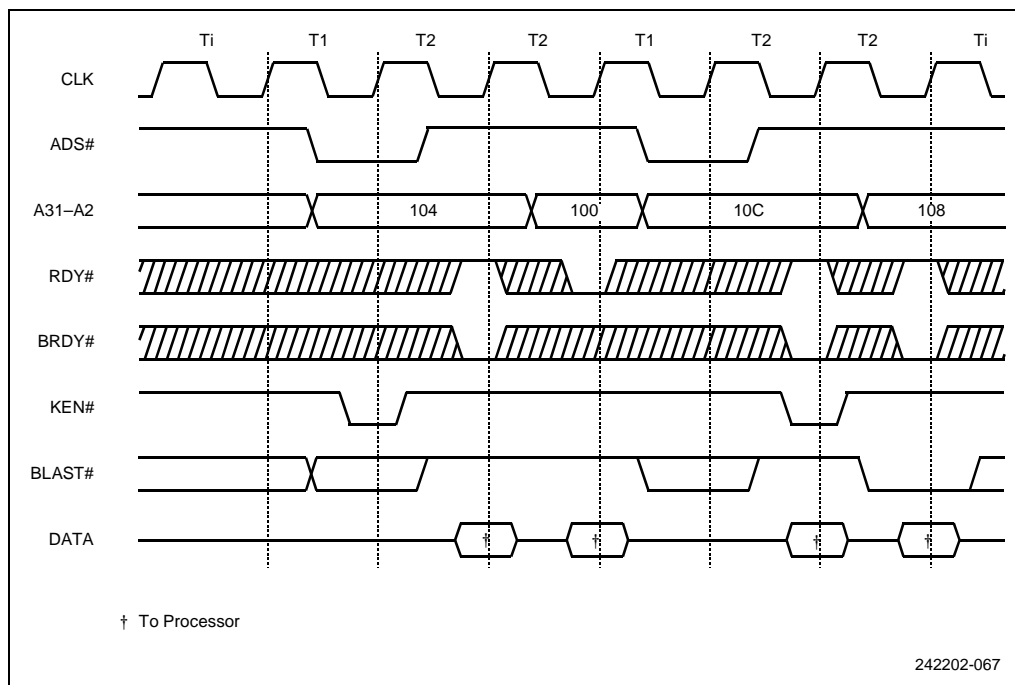 Ti T1 T2 T2 T1 T2 T2 Ti
CLK
ADS#
A31–A2 104 100 10C 108
RDY#
BRDY#
KEN#
BLAST#
DATA † † † †
† To Processor
242202-067